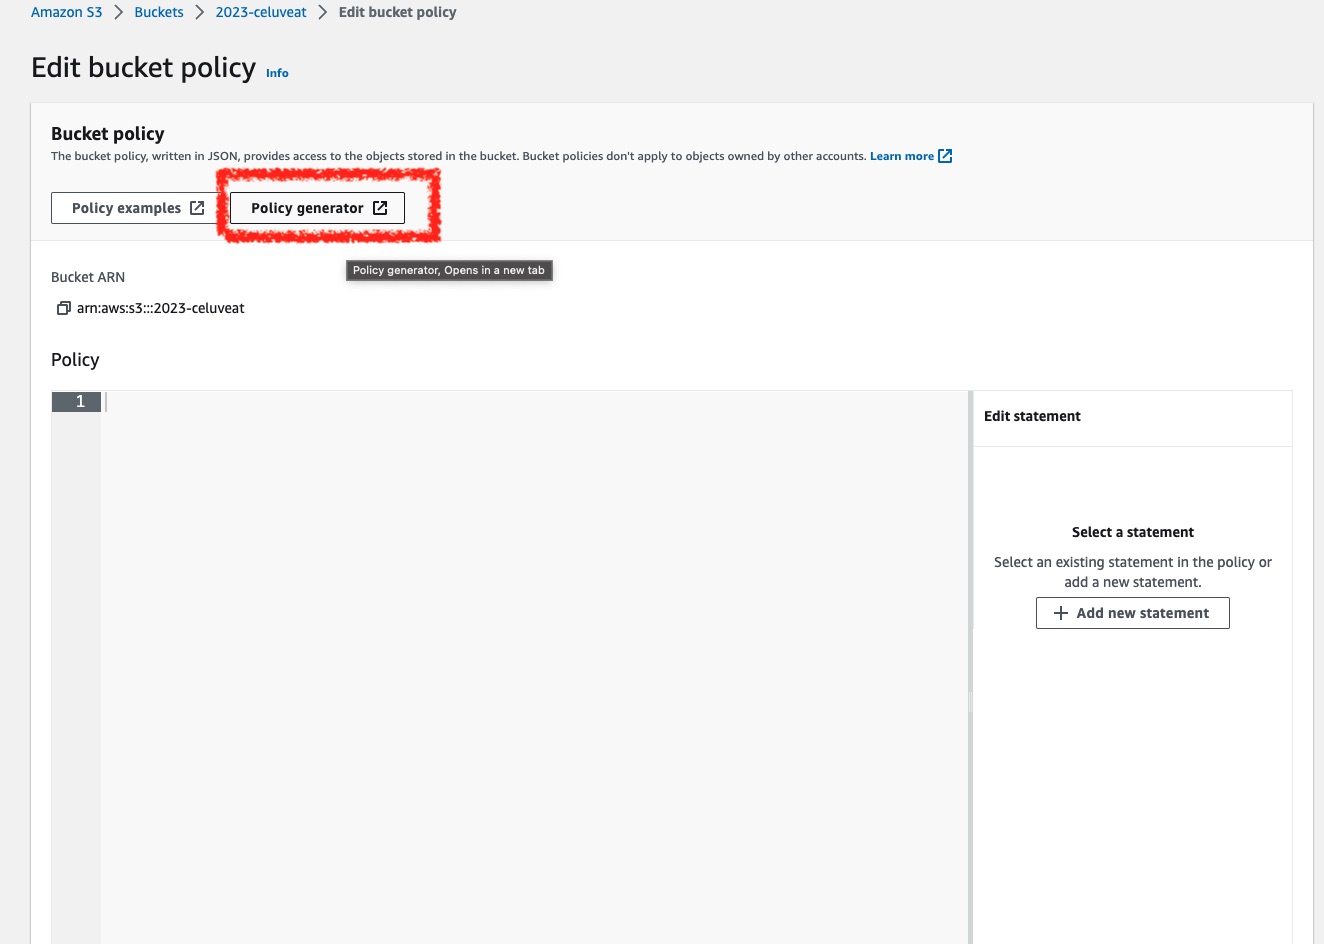 Amazon S3 > Buckets > 2023-celuveat > Edit bucket policy
Edit bucket policy Info
Bucket policy
The bucket policy, written in JSON, provides access to the objects stored in the bucket. Bucket policies don't apply to objects owned by other accounts. Learn more
Policy examples Policy generator
Policy generator, Opens in a new tab
Bucket ARN
arn:aws:s3:::2023-celuveat
Policy
1
Edit statement
Select a statement
Select an existing statement in the policy or
add a new statement.
+ Add new statement